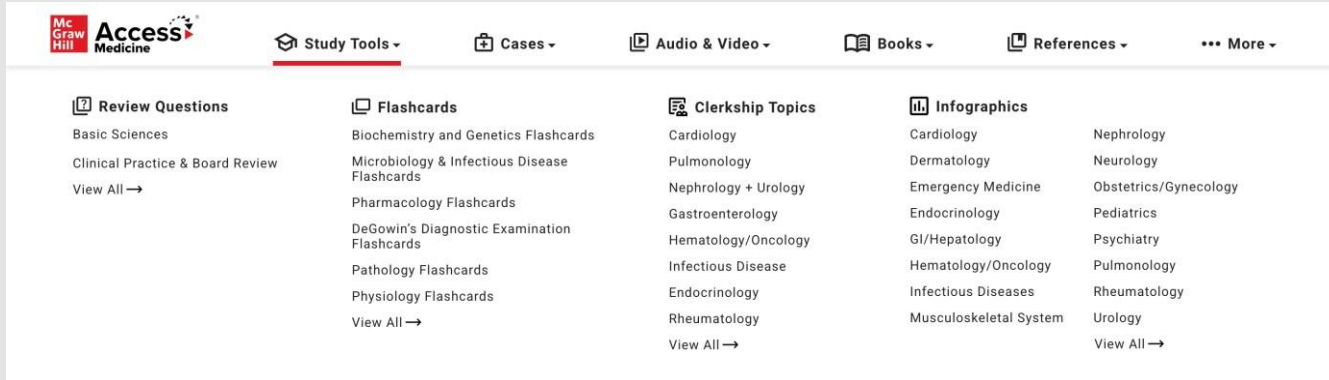 Mc
Graw
Hill
Access
Medicine
Study Tools
Cases
Audio & Video
Books
References
••• More
Review Questions
Basic Sciences
Clinical Practice & Board Review
View All →
Flashcards
Biochemistry and Genetics Flashcards
Microbiology & Infectious Disease
Flashcards
Pharmacology Flashcards
DeGowin's Diagnostic Examination
Flashcards
Pathology Flashcards
Physiology Flashcards
View All →
Clerkship Topics
Cardiology
Pulmonology
Nephrology + Urology
Gastroenterology
Hematology/Oncology
Infectious Disease
Endocrinology
Rheumatology
View All →
Infographics
Cardiology
Dermatology
Emergency Medicine
Endocrinology
GI/Hepatology
Hematology/Oncology
Infectious Diseases
Musculoskeletal System
Nephrology
Neurology
Obstetrics/Gynecology
Pediatrics
Psychiatry
Pulmonology
Rheumatology
Urology
View All →